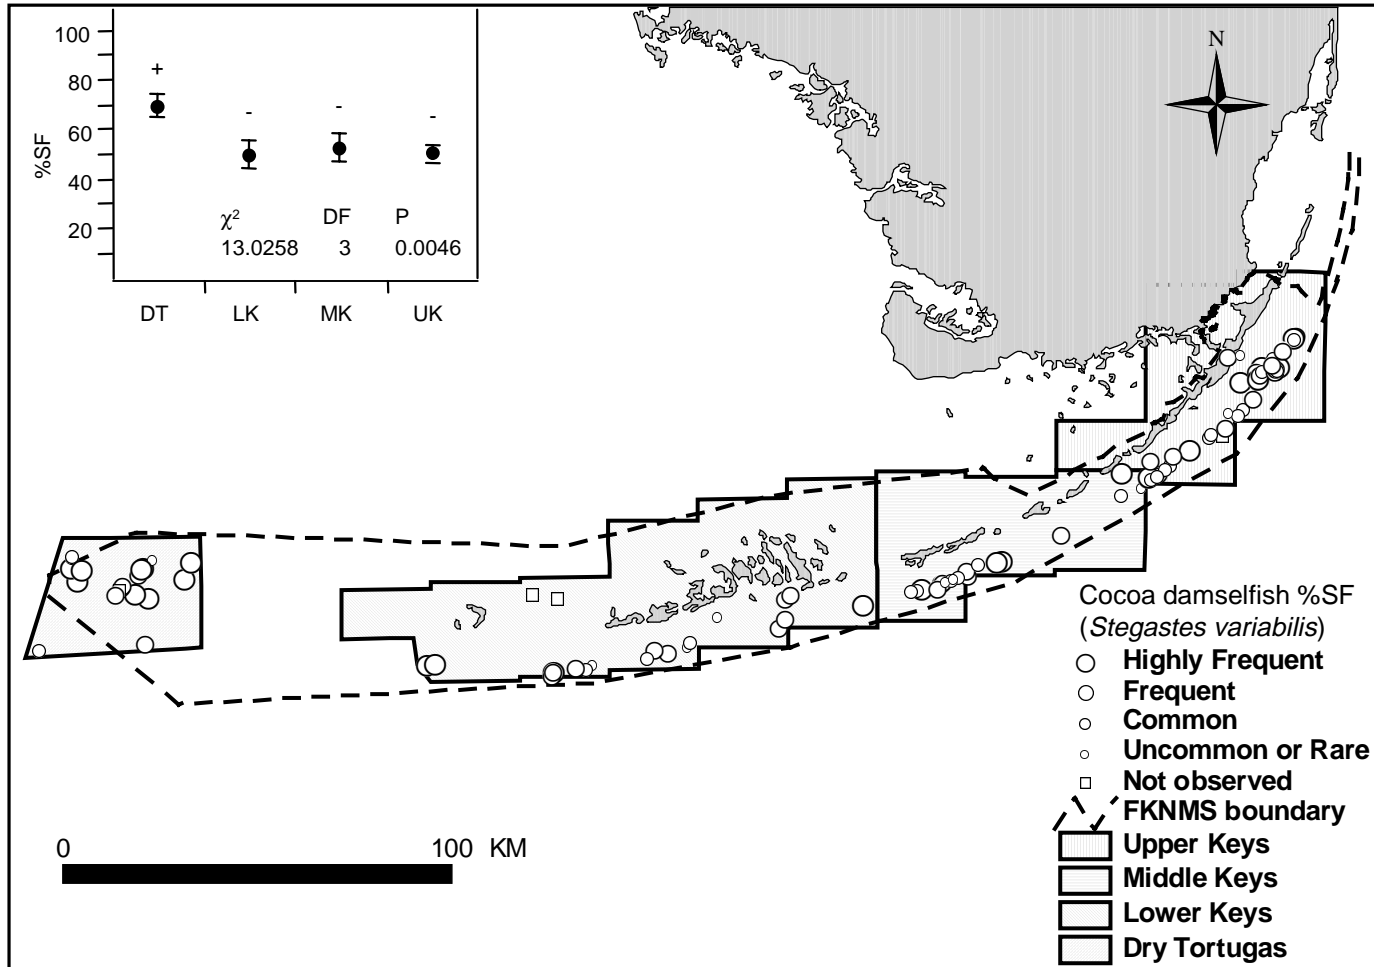 100
80
60
40
20
%SF
+
-
-
-
χ² DF P
13.0258 3 0.0046
DT LK MK UK
N
Cocoa damselfish %SF
(Stegastes variabilis)
Highly Frequent
Frequent
Common
Uncommon or Rare
Not observed
FKNMS boundary
Upper Keys
Middle Keys
Lower Keys
Dry Tortugas
0 100 KM